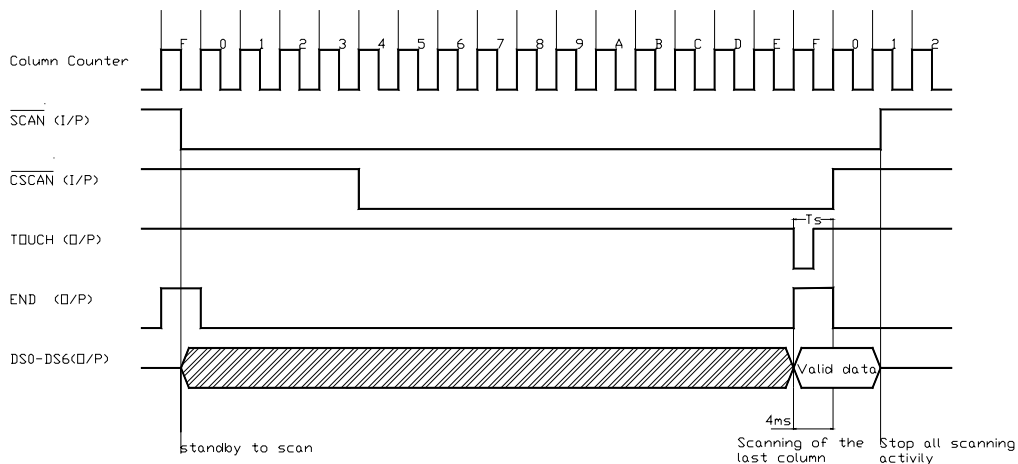 F 0 1 2 3 4 5 6 7 8 9 A B C D E F 0 1 2
Column Counter
SCAN (I/P)
CSCAN (I/P)
Ts
TOUCH (O/P)
END (O/P)
DS0-DS6(O/P)
Valid data
4ms
standby to scan
Scanning of the
last column
Stop all scanning
activily